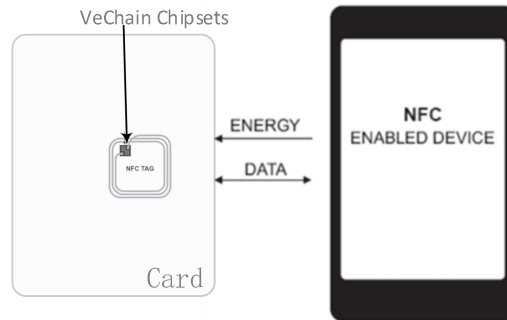 VeChain Chipsets
NFC TAG
Card
ENERGY
DATA
NFC
ENABLED DEVICE